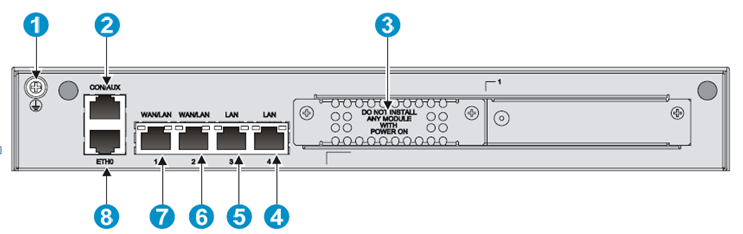 1
2
3
CON/AUX
1
WAN/LAN WAN/LAN LAN LAN
DO NOT INSTALL
ANY MODULE
WITH
POWER ON
ETH0
1 2 3 4
8 7 6 5 4